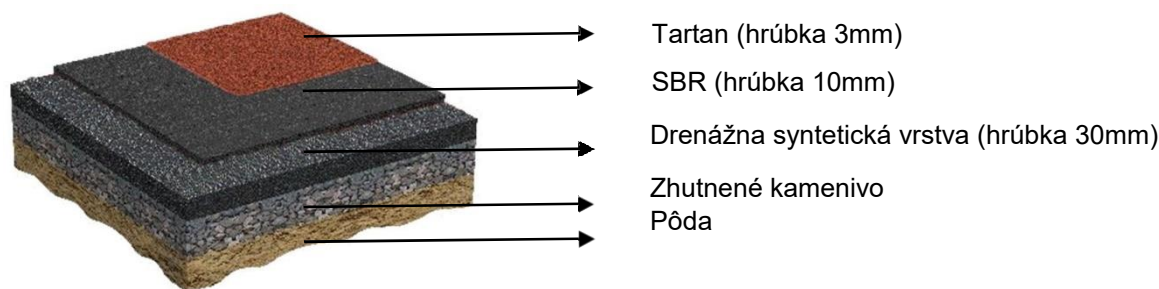 Tartan (hrúbka 3mm)
SBR (hrúbka 10mm)
Drenážna syntetická vrstva (hrúbka 30mm)
Zhutnené kamenivo
Pôda